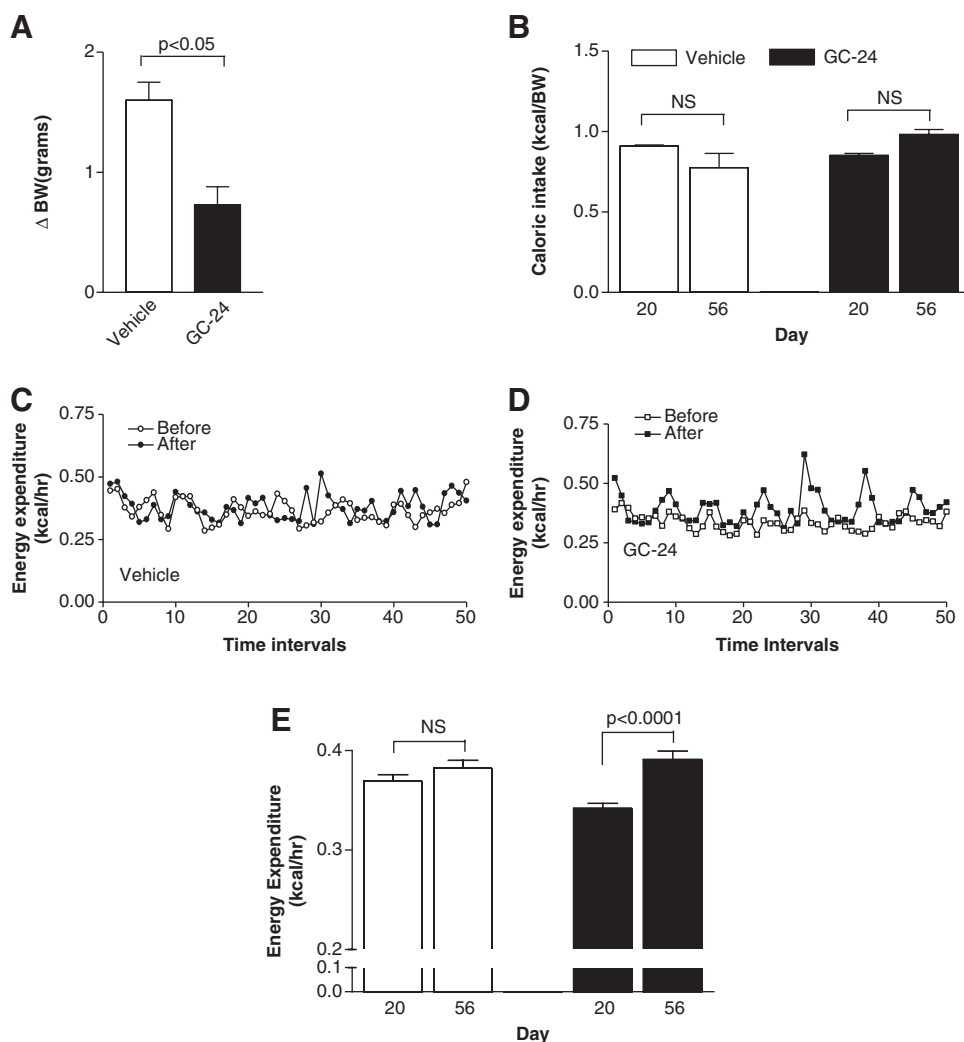 A
p<0.05
2
1
0
Δ BW(grams)
Vehicle
GC-24
B
Vehicle
GC-24
1.5
1.0
0.5
0.0
Caloric intake (kcal/BW)
NS
NS
20
56
20
56
Day
C
Before
After
0.75
0.50
0.25
0.00
Energy expenditure
(kcal/hr)
Vehicle
0
10
20
30
40
50
Time intervals
D
Before
After
0.75
0.50
0.25
0.00
Energy expenditure
(kcal/hr)
GC-24
0
10
20
30
40
50
Time Intervals
E
NS
p<0.0001
0.4
0.3
0.2
0.1
0.0
Energy Expenditure
(kcal/hr)
20
56
20
56
Day